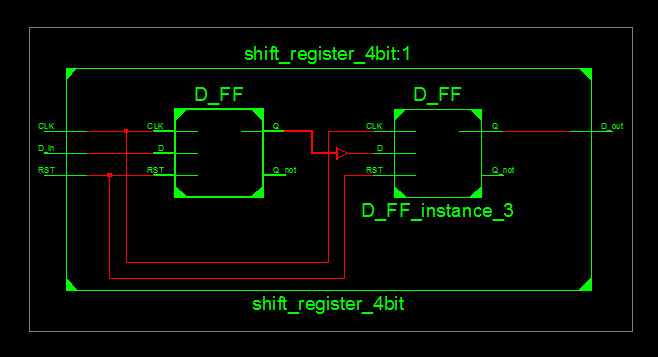 shift_register_4bit:1
D_FF
D_FF
CLK
CLK
Q
CLK
Q
D_out
D_in
D
D
RST
RST
Q_not
RST
Q_not
D_FF_instance_3
shift_register_4bit